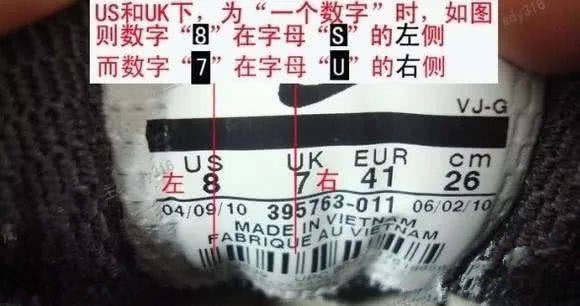 US和UK下，为“一个数字”时，如图
则数字“8”在字母“S”的左侧
而数字“7”在字母“U”的右侧
VJ-G
US UK EUR cm
左 8 7 右 41 26
04/09/10 395763-011 06/02/10
MADE IN VIETNAM
FABRIQUE AU VIETNAM